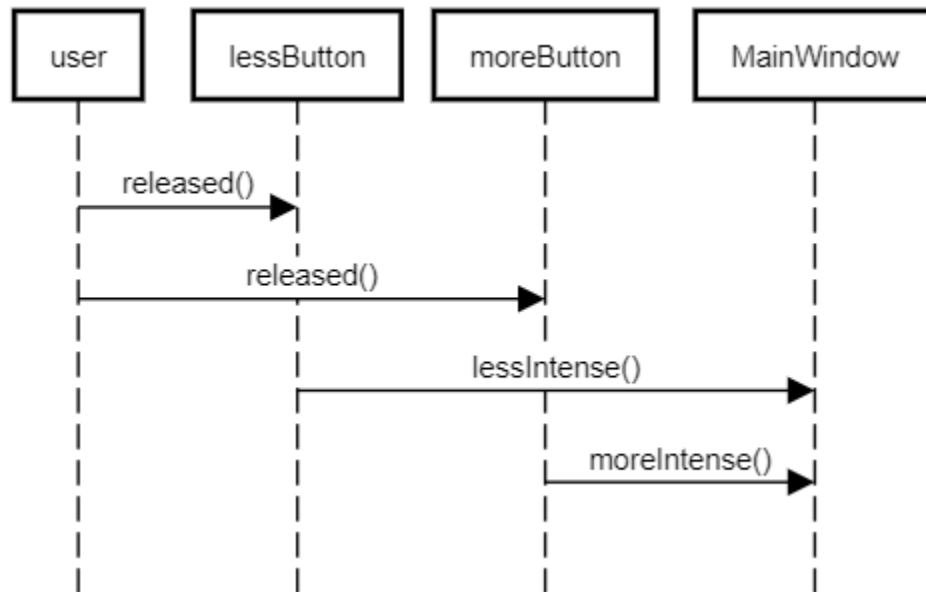 user
lessButton
moreButton
MainWindow
released()
released()
lessIntense()
moreIntense()